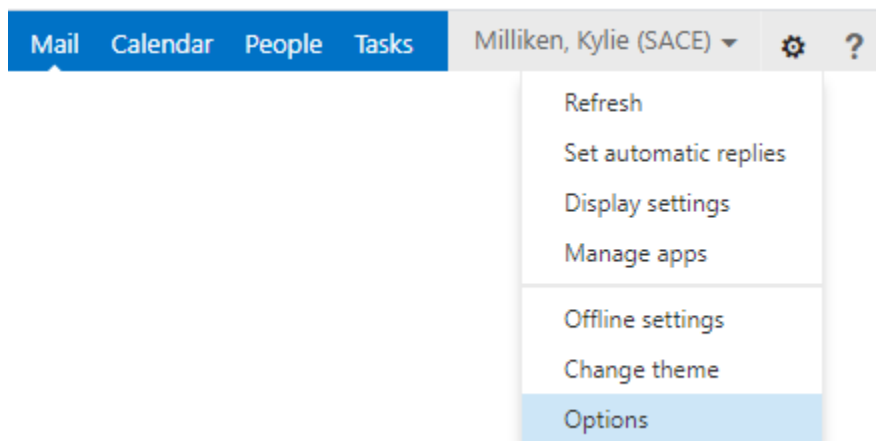 Mail Calendar People Tasks Milliken, Kylie (SACE) ?
Refresh
Set automatic replies
Display settings
Manage apps
Offline settings
Change theme
Options